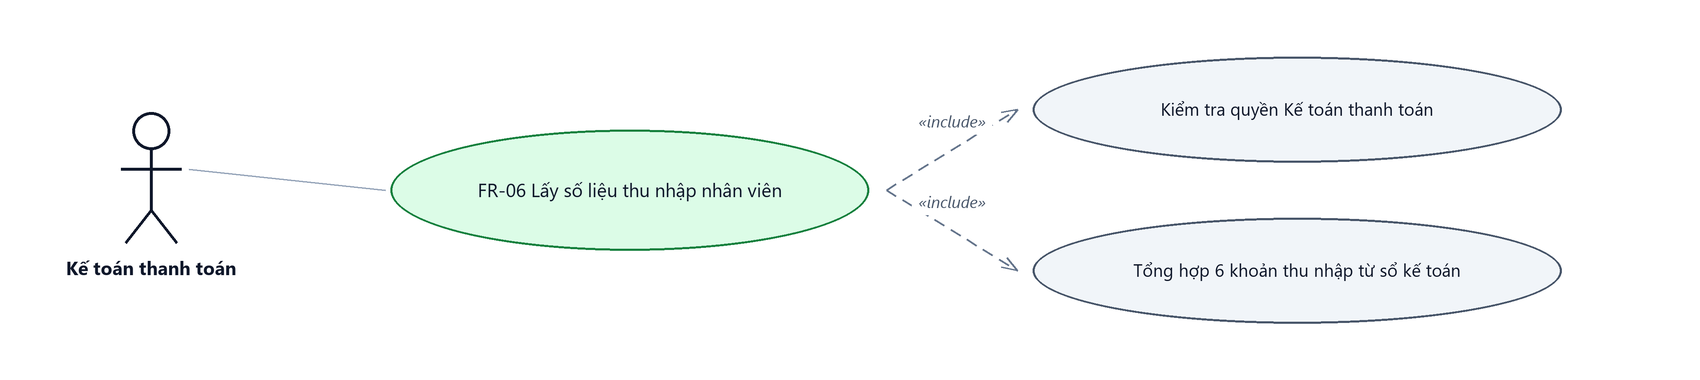 Kế toán thanh toán
FR-06 Lấy số liệu thu nhập nhân viên
«include»
«include»
Kiểm tra quyền Kế toán thanh toán
Tổng hợp 6 khoản thu nhập từ sổ kế toán